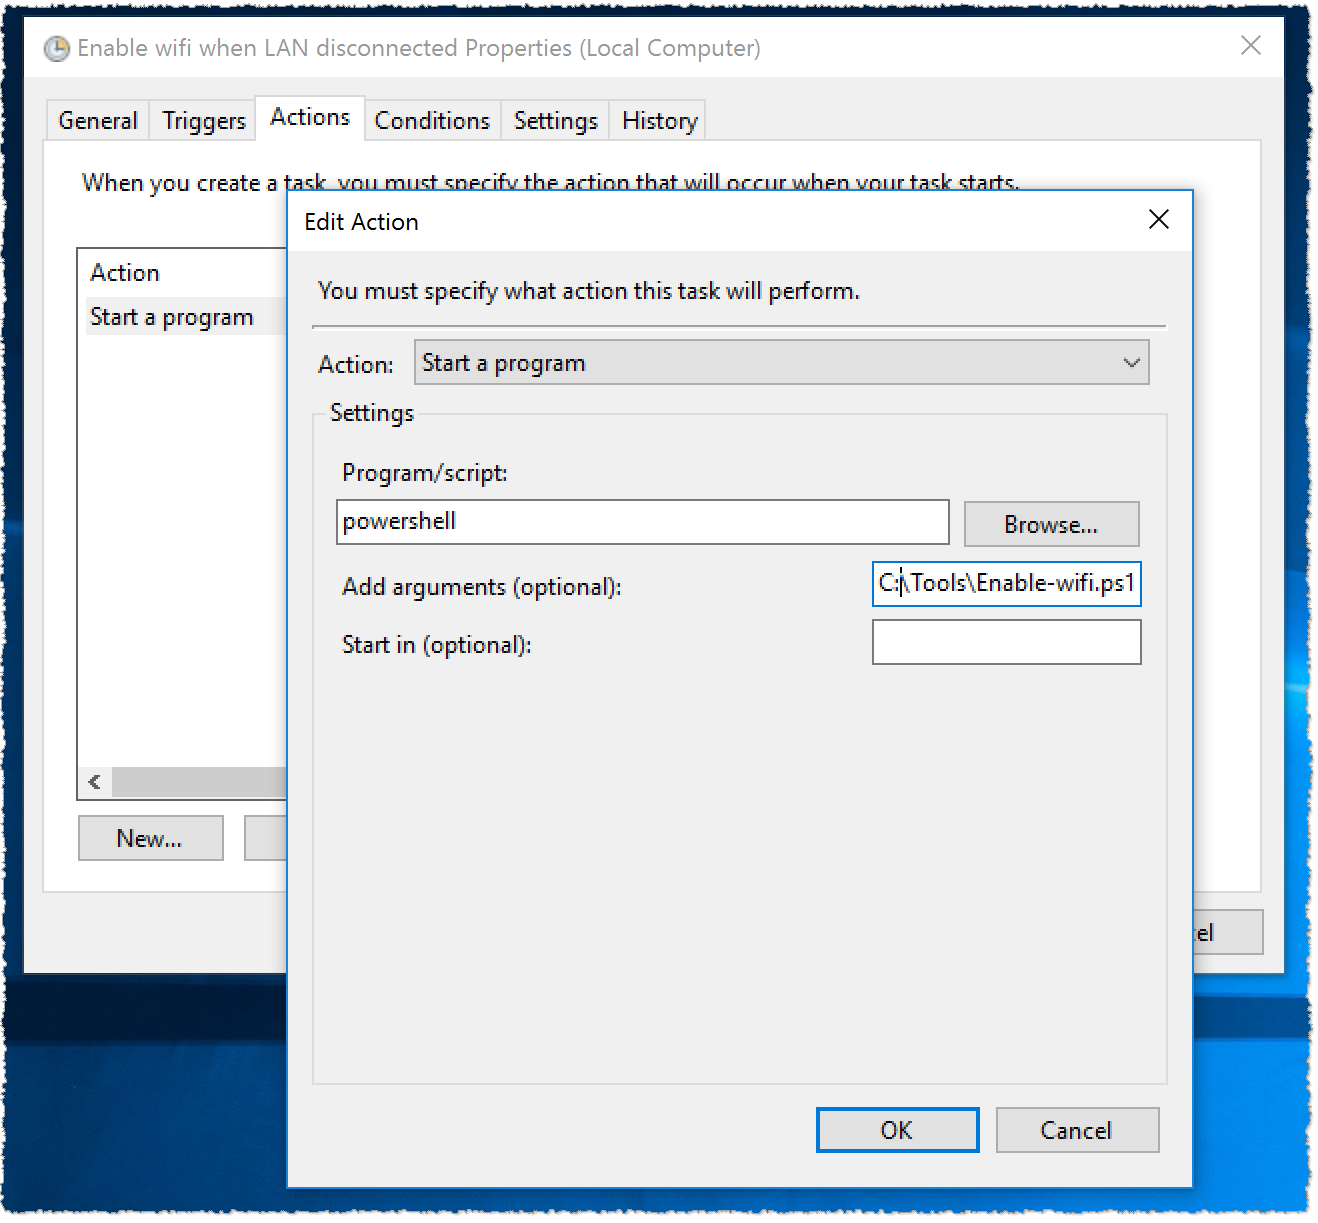 Enable wifi when LAN disconnected Properties (Local Computer)
General Triggers Actions Conditions Settings History
When you create a task, you must specify the action that will occur when your task starts.
Edit Action
Action
You must specify what action this task will perform.
Start a program
Action: Start a program
Settings
Program/script:
powershell Browse...
Add arguments (optional): C:\Tools\Enable-wifi.ps1
Start in (optional):
New...
cel
OK Cancel